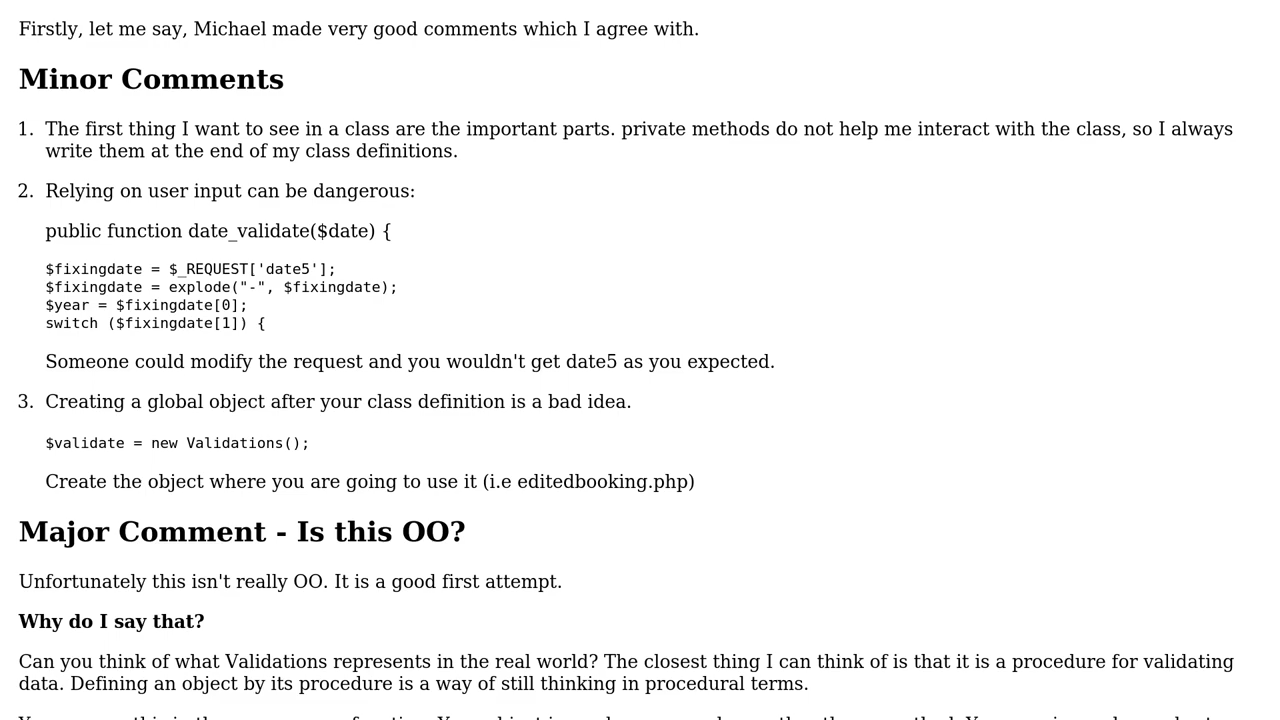 Firstly, let me say, Michael made very good comments which I agree with.
Minor Comments
1. The first thing I want to see in a class are the important parts. private methods do not help me interact with the class, so I always
write them at the end of my class definitions.
2. Relying on user input can be dangerous:
public function date_validate($date) {
$fixingdate = $_REQUEST['date5'];
$fixingdate = explode("-", $fixingdate);
$year = $fixingdate[0];
switch ($fixingdate[1]) {
Someone could modify the request and you wouldn't get date5 as you expected.
3. Creating a global object after your class definition is a bad idea.
$validate = new Validations();
Create the object where you are going to use it (i.e editedbooking.php)
Major Comment - Is this OO?
Unfortunately this isn't really OO. It is a good first attempt.
Why do I say that?
Can you think of what Validations represents in the real world? The closest thing I can think of is that it is a procedure for validating
data. Defining an object by its procedure is a way of still thinking in procedural terms.